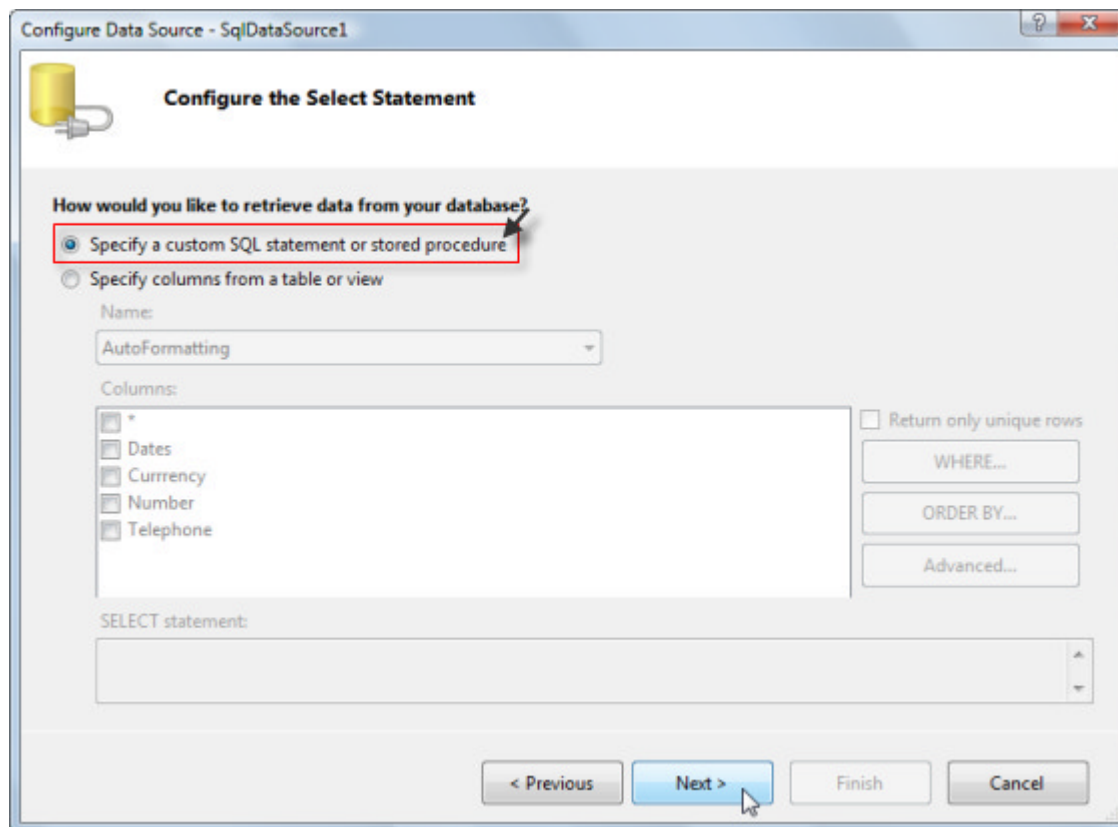 Configure Data Source - SqlDataSource1
Configure the Select Statement
How would you like to retrieve data from your database?
Specify a custom SQL statement or stored procedure
Specify columns from a table or view
Name:
AutoFormatting
Columns:
*
Return only unique rows
Dates
Currrency
WHERE...
Number
ORDER BY...
Telephone
Advanced...
SELECT statement:
< Previous Next > Finish Cancel